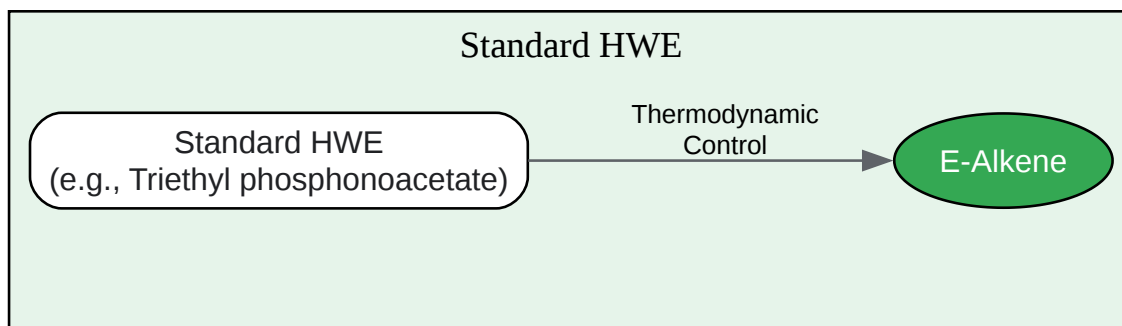 Standard HWE
Standard HWE
(e.g., Triethyl phosphonoacetate)
Thermodynamic
Control
E-Alkene